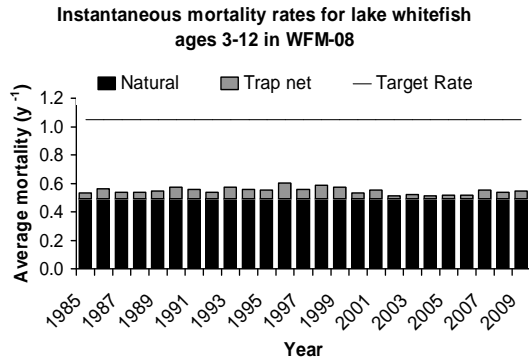 Instantaneous mortality rates for lake whitefish
ages 3-12 in WFM-08
Natural Trap net Target Rate
Average mortality (y -1)
1.2
1.0
0.8
0.6
0.4
0.2
0.0
1985 1987 1989 1991 1993 1995 1997 1999 2001 2003 2005 2007 2009
Year